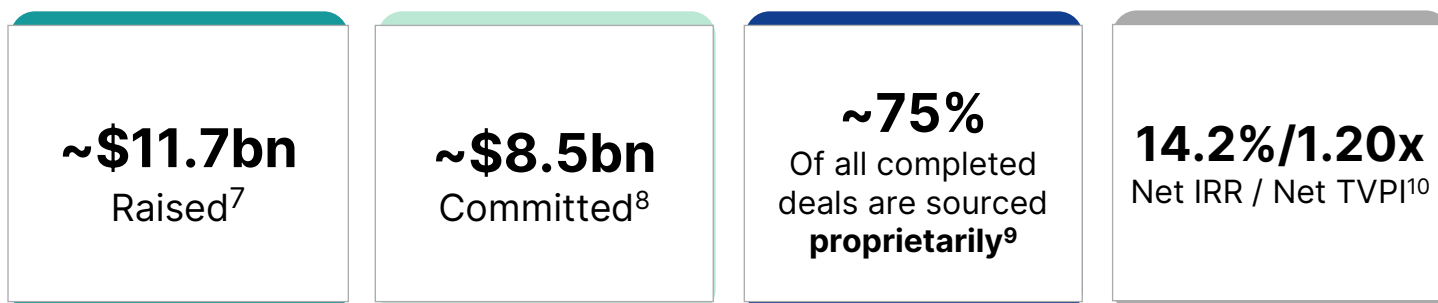 ~$11.7bn
Raised⁷
~$8.5bn
Committed⁸
~75%
Of all completed
deals are sourced
proprietarily⁹
14.2%/1.20x
Net IRR / Net TVPI¹⁰